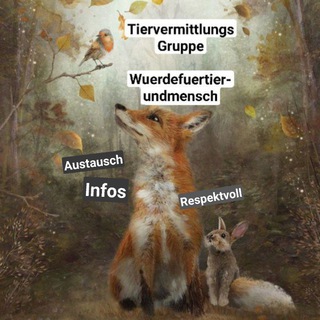 Tiervermittlungs
Gruppe
Wuerdefuertier-
undmensch
Austausch
Infos
Respektvoll